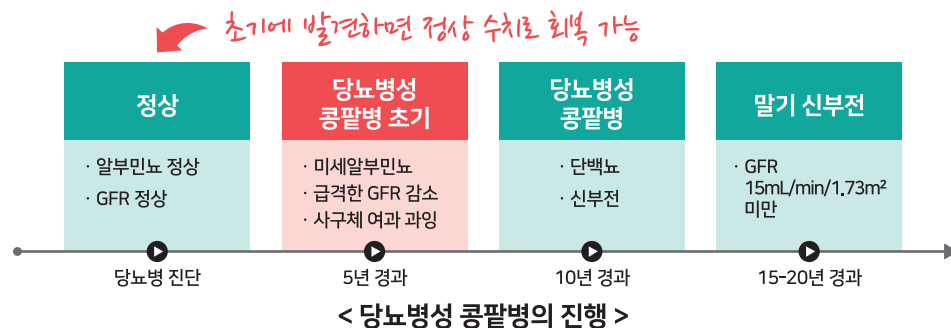 초기에 발견하면 정상 수치로 회복 가능
정상
· 알부민뇨 정상
· GFR 정상
당뇨병성
콩팥병 초기
· 미세알부민뇨
· 급격한 GFR 감소
· 사구체 여과 과잉
당뇨병성
콩팥병
· 단백뇨
· 신부전
말기 신부전
· GFR
15mL/min/1.73m²
미만
당뇨병 진단
5년 경과
10년 경과
15-20년 경과
< 당뇨병성 콩팥병의 진행 >